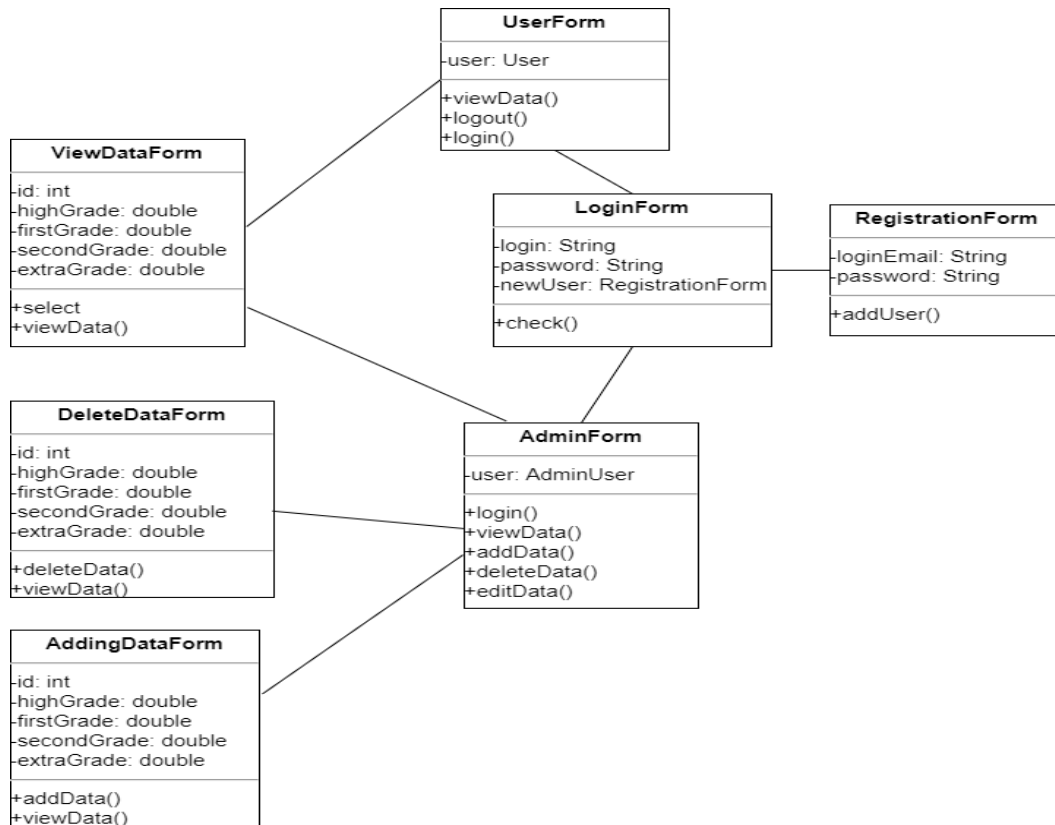 UserForm
-user: User
+viewData()
+logout()
+login()
ViewDataForm
-id: int
-highGrade: double
-firstGrade: double
-secondGrade: double
-extraGrade: double
+select
+viewData()
LoginForm
-login: String
-password: String
-newUser: RegistrationForm
+check()
RegistrationForm
-loginEmail: String
-password: String
+addUser()
DeleteDataForm
-id: int
-highGrade: double
-firstGrade: double
-secondGrade: double
-extraGrade: double
+deleteData()
+viewData()
AdminForm
-user: AdminUser
+login()
+viewData()
+addData()
+deleteData()
+editData()
AddingDataForm
-id: int
-highGrade: double
-firstGrade: double
-secondGrade: double
-extraGrade: double
+addData()
+viewData()